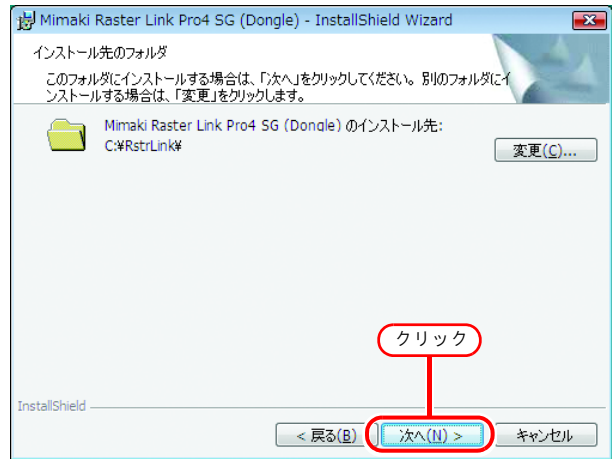 Mimaki Raster Link Pro4 SG (Dongle) - InstallShield Wizard
インストール先のフォルダ
このフォルダにインストールする場合は、「次へ」をクリックしてください。別のフォルダにイ
ンストールする場合は、「変更」をクリックします。
Mimaki Raster Link Pro4 SG (Dongle) のインストール先:
C:¥RstrLink¥
変更(C)...
クリック
InstallShield
< 戻る(B)
次へ(N) >
キャンセル